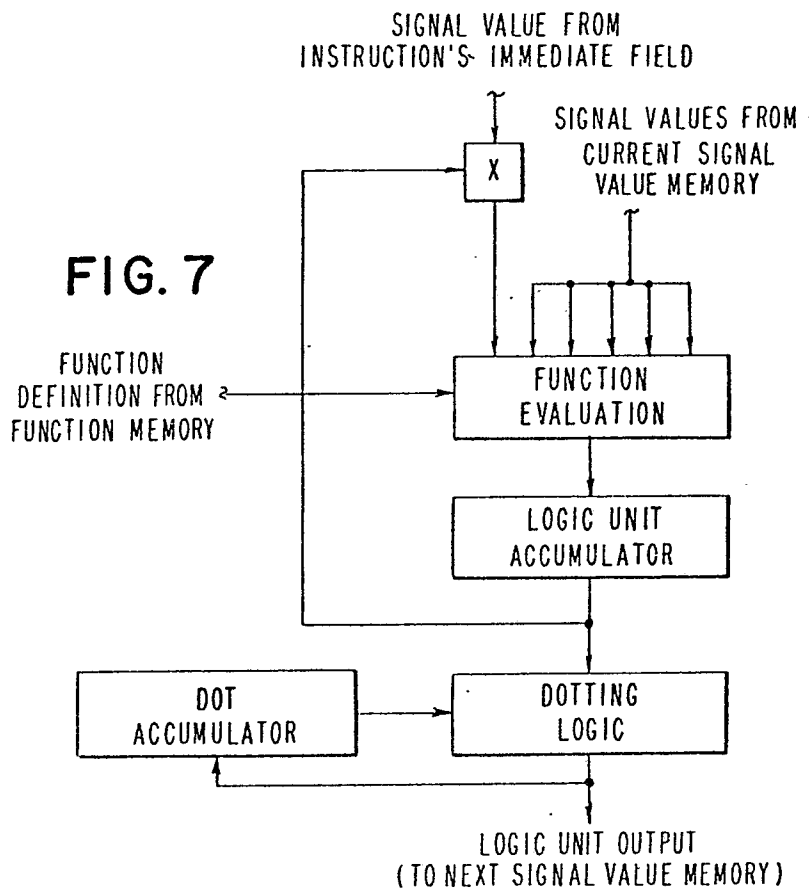 SIGNAL VALUE FROM
INSTRUCTION'S IMMEDIATE FIELD
SIGNAL VALUES FROM
CURRENT SIGNAL
VALUE MEMORY
X
FIG. 7
FUNCTION
DEFINITION FROM
FUNCTION MEMORY
FUNCTION
EVALUATION
LOGIC UNIT
ACCUMULATOR
DOT
ACCUMULATOR
DOTTING
LOGIC
LOGIC UNIT OUTPUT
(TO NEXT SIGNAL VALUE MEMORY)